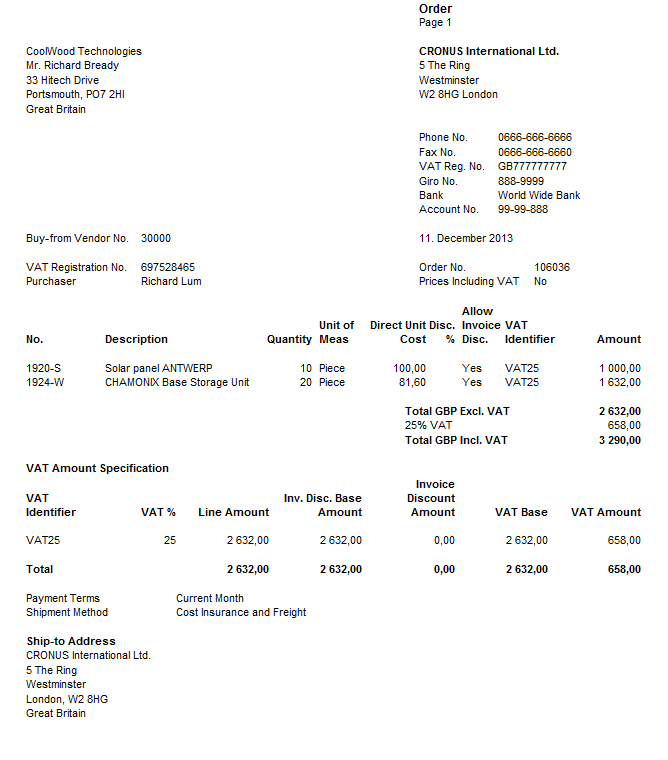 Order
Page 1
CoolWood Technologies
Mr. Richard Bready
33 Hitech Drive
Portsmouth, PO7 2HI
Great Britain
CRONUS International Ltd.
5 The Ring
Westminster
W2 8HG London
Phone No. 0666-666-6666
Fax No. 0666-666-6660
VAT Reg. No. GB777777777
Giro No. 888-9999
Bank World Wide Bank
Account No. 99-99-888
Buy-from Vendor No. 30000
11. December 2013
VAT Registration No. 697528465
Purchaser Richard Lum
Order No. 106036
Prices Including VAT No
No. Description Quantity Unit of Meas Direct Unit Cost Disc. % Allow Invoice Disc. VAT Identifier Amount
1920-S Solar panel ANTWERP 10 Piece 100,00 Yes VAT25 1 000,00
1924-W CHAMONIX Base Storage Unit 20 Piece 81,60 Yes VAT25 1 632,00
Total GBP Excl. VAT 2 632,00
25% VAT 658,00
Total GBP Incl. VAT 3 290,00
VAT Amount Specification
VAT Identifier VAT % Line Amount Inv. Disc. Base Amount Invoice Discount Amount VAT Base VAT Amount
VAT25 25 2 632,00 2 632,00 0,00 2 632,00 658,00
Total 2 632,00 2 632,00 0,00 2 632,00 658,00
Payment Terms Current Month
Shipment Method Cost Insurance and Freight
Ship-to Address
CRONUS International Ltd.
5 The Ring
Westminster
London, W2 8HG
Great Britain